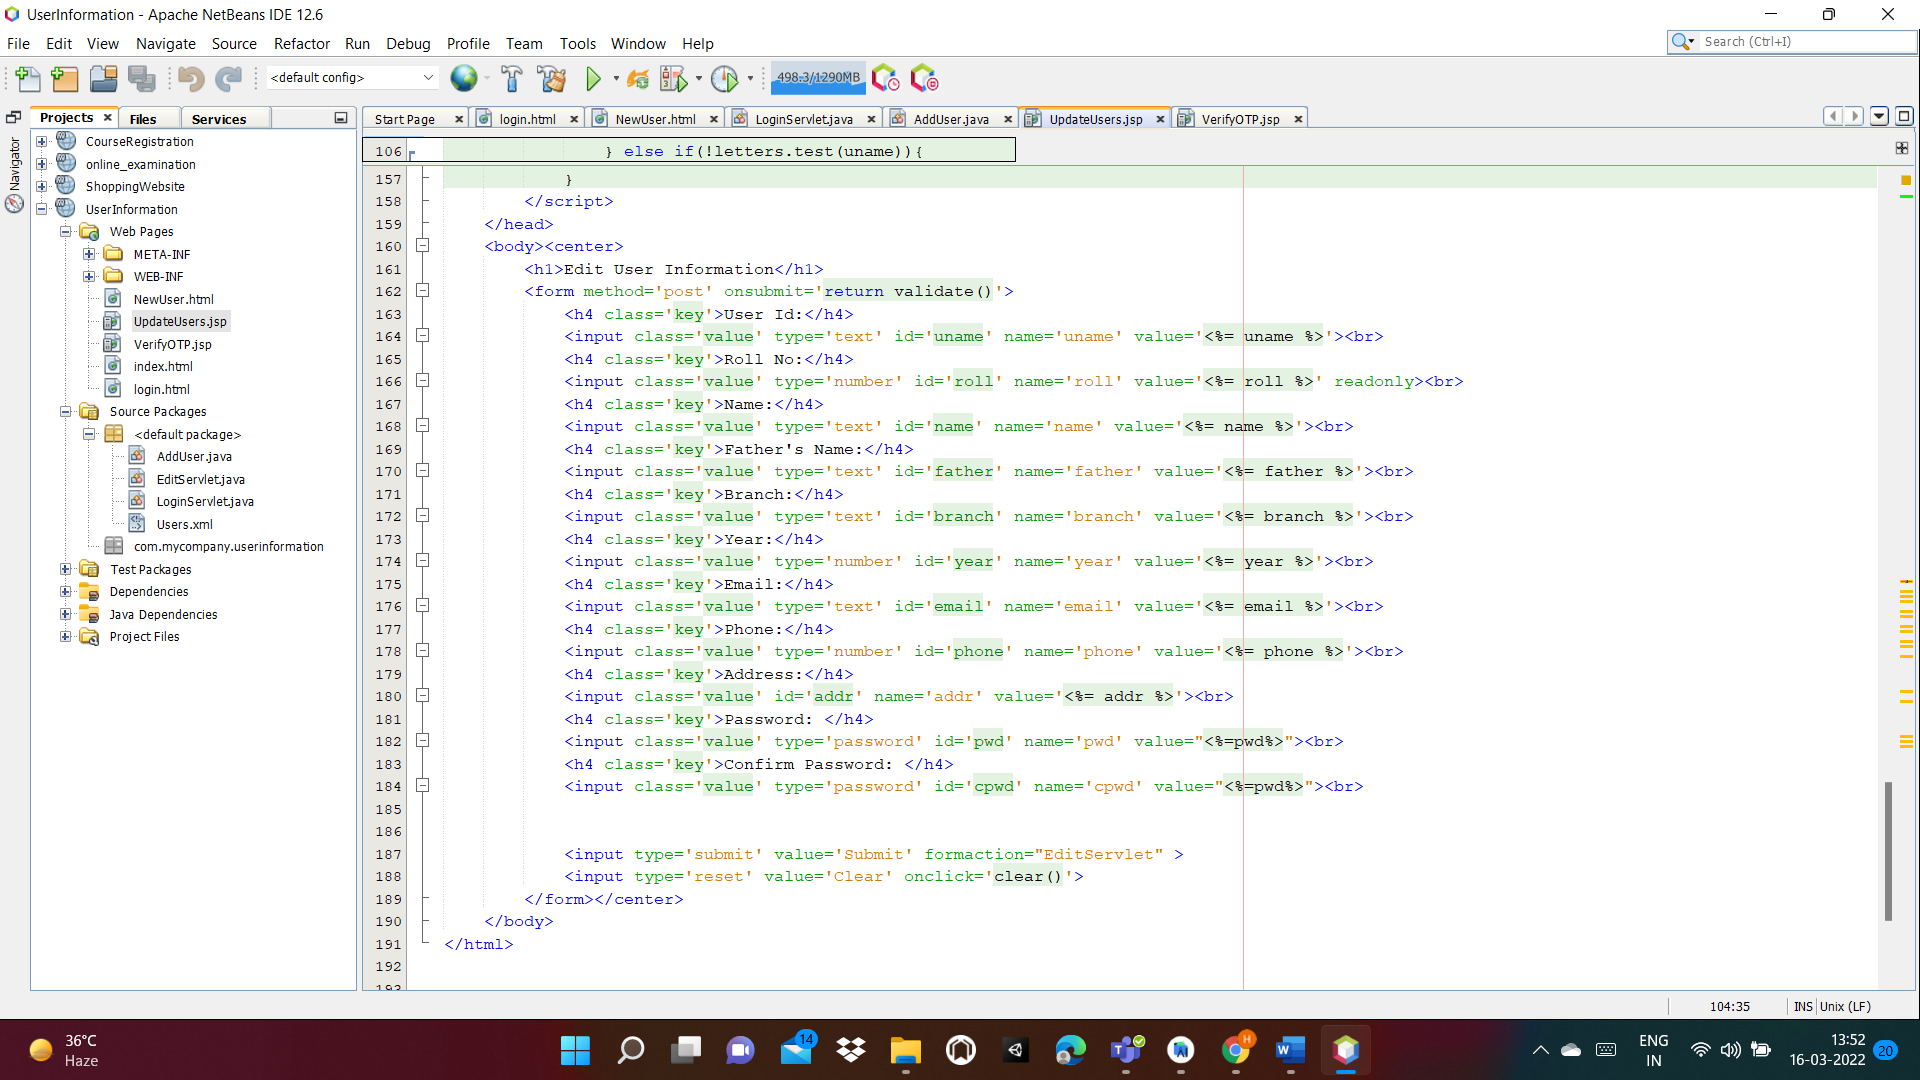 UserInformation - Apache NetBeans IDE 12.6
File Edit View Navigate Source Refactor Run Debug Profile Team Tools Window Help
Search (Ctrl+I)
<default config>
498.3/1290MB
Projects Files Services
Start Page login.html NewUser.html LoginServlet.java AddUser.java UpdateUsers.jsp VerifyOTP.jsp
Navigator
CourseRegistration
online_examination
ShoppingWebsite
UserInformation
Web Pages
META-INF
WEB-INF
NewUser.html
UpdateUsers.jsp
VerifyOTP.jsp
index.html
login.html
Source Packages
<default package>
AddUser.java
EditServlet.java
LoginServlet.java
Users.xml
com.mycompany.userinformation
Test Packages
Dependencies
Java Dependencies
Project Files
106 } else if(!letters.test(uname)){
157 }
158 </script>
159 </head>
160 <body><center>
161 <h1>Edit User Information</h1>
162 <form method='post' onsubmit='return validate()'>
163 <h4 class='key'>User Id:</h4>
164 <input class='value' type='text' id='uname' name='uname' value='<%= uname %>'><br>
165 <h4 class='key'>Roll No:</h4>
166 <input class='value' type='number' id='roll' name='roll' value='<%= roll %>' readonly><br>
167 <h4 class='key'>Name:</h4>
168 <input class='value' type='text' id='name' name='name' value='<%= name %>'><br>
169 <h4 class='key'>Father's Name:</h4>
170 <input class='value' type='text' id='father' name='father' value='<%= father %>'><br>
171 <h4 class='key'>Branch:</h4>
172 <input class='value' type='text' id='branch' name='branch' value='<%= branch %>'><br>
173 <h4 class='key'>Year:</h4>
174 <input class='value' type='number' id='year' name='year' value='<%= year %>'><br>
175 <h4 class='key'>Email:</h4>
176 <input class='value' type='text' id='email' name='email' value='<%= email %>'><br>
177 <h4 class='key'>Phone:</h4>
178 <input class='value' type='number' id='phone' name='phone' value='<%= phone %>'><br>
179 <h4 class='key'>Address:</h4>
180 <input class='value' id='addr' name='addr' value='<%= addr %>'><br>
181 <h4 class='key'>Password: </h4>
182 <input class='value' type='password' id='pwd' name='pwd' value="<%=pwd%>"><br>
183 <h4 class='key'>Confirm Password: </h4>
184 <input class='value' type='password' id='cpwd' name='cpwd' value="<%=pwd%>"><br>
185
186
187 <input type='submit' value='Submit' formaction="EditServlet" >
188 <input type='reset' value='Clear' onclick='clear()'>
189 </form></center>
190 </body>
191 </html>
192
193
104:35 INS Unix (LF)
36°C
Haze
14
ENG
IN
13:52
16-03-2022
20